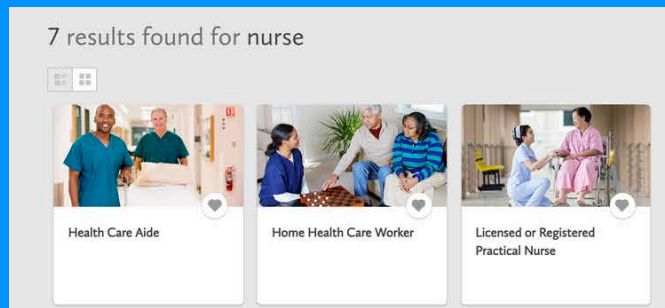 7 results found for nurse
Health Care Aide
Home Health Care Worker
Licensed or Registered
Practical Nurse